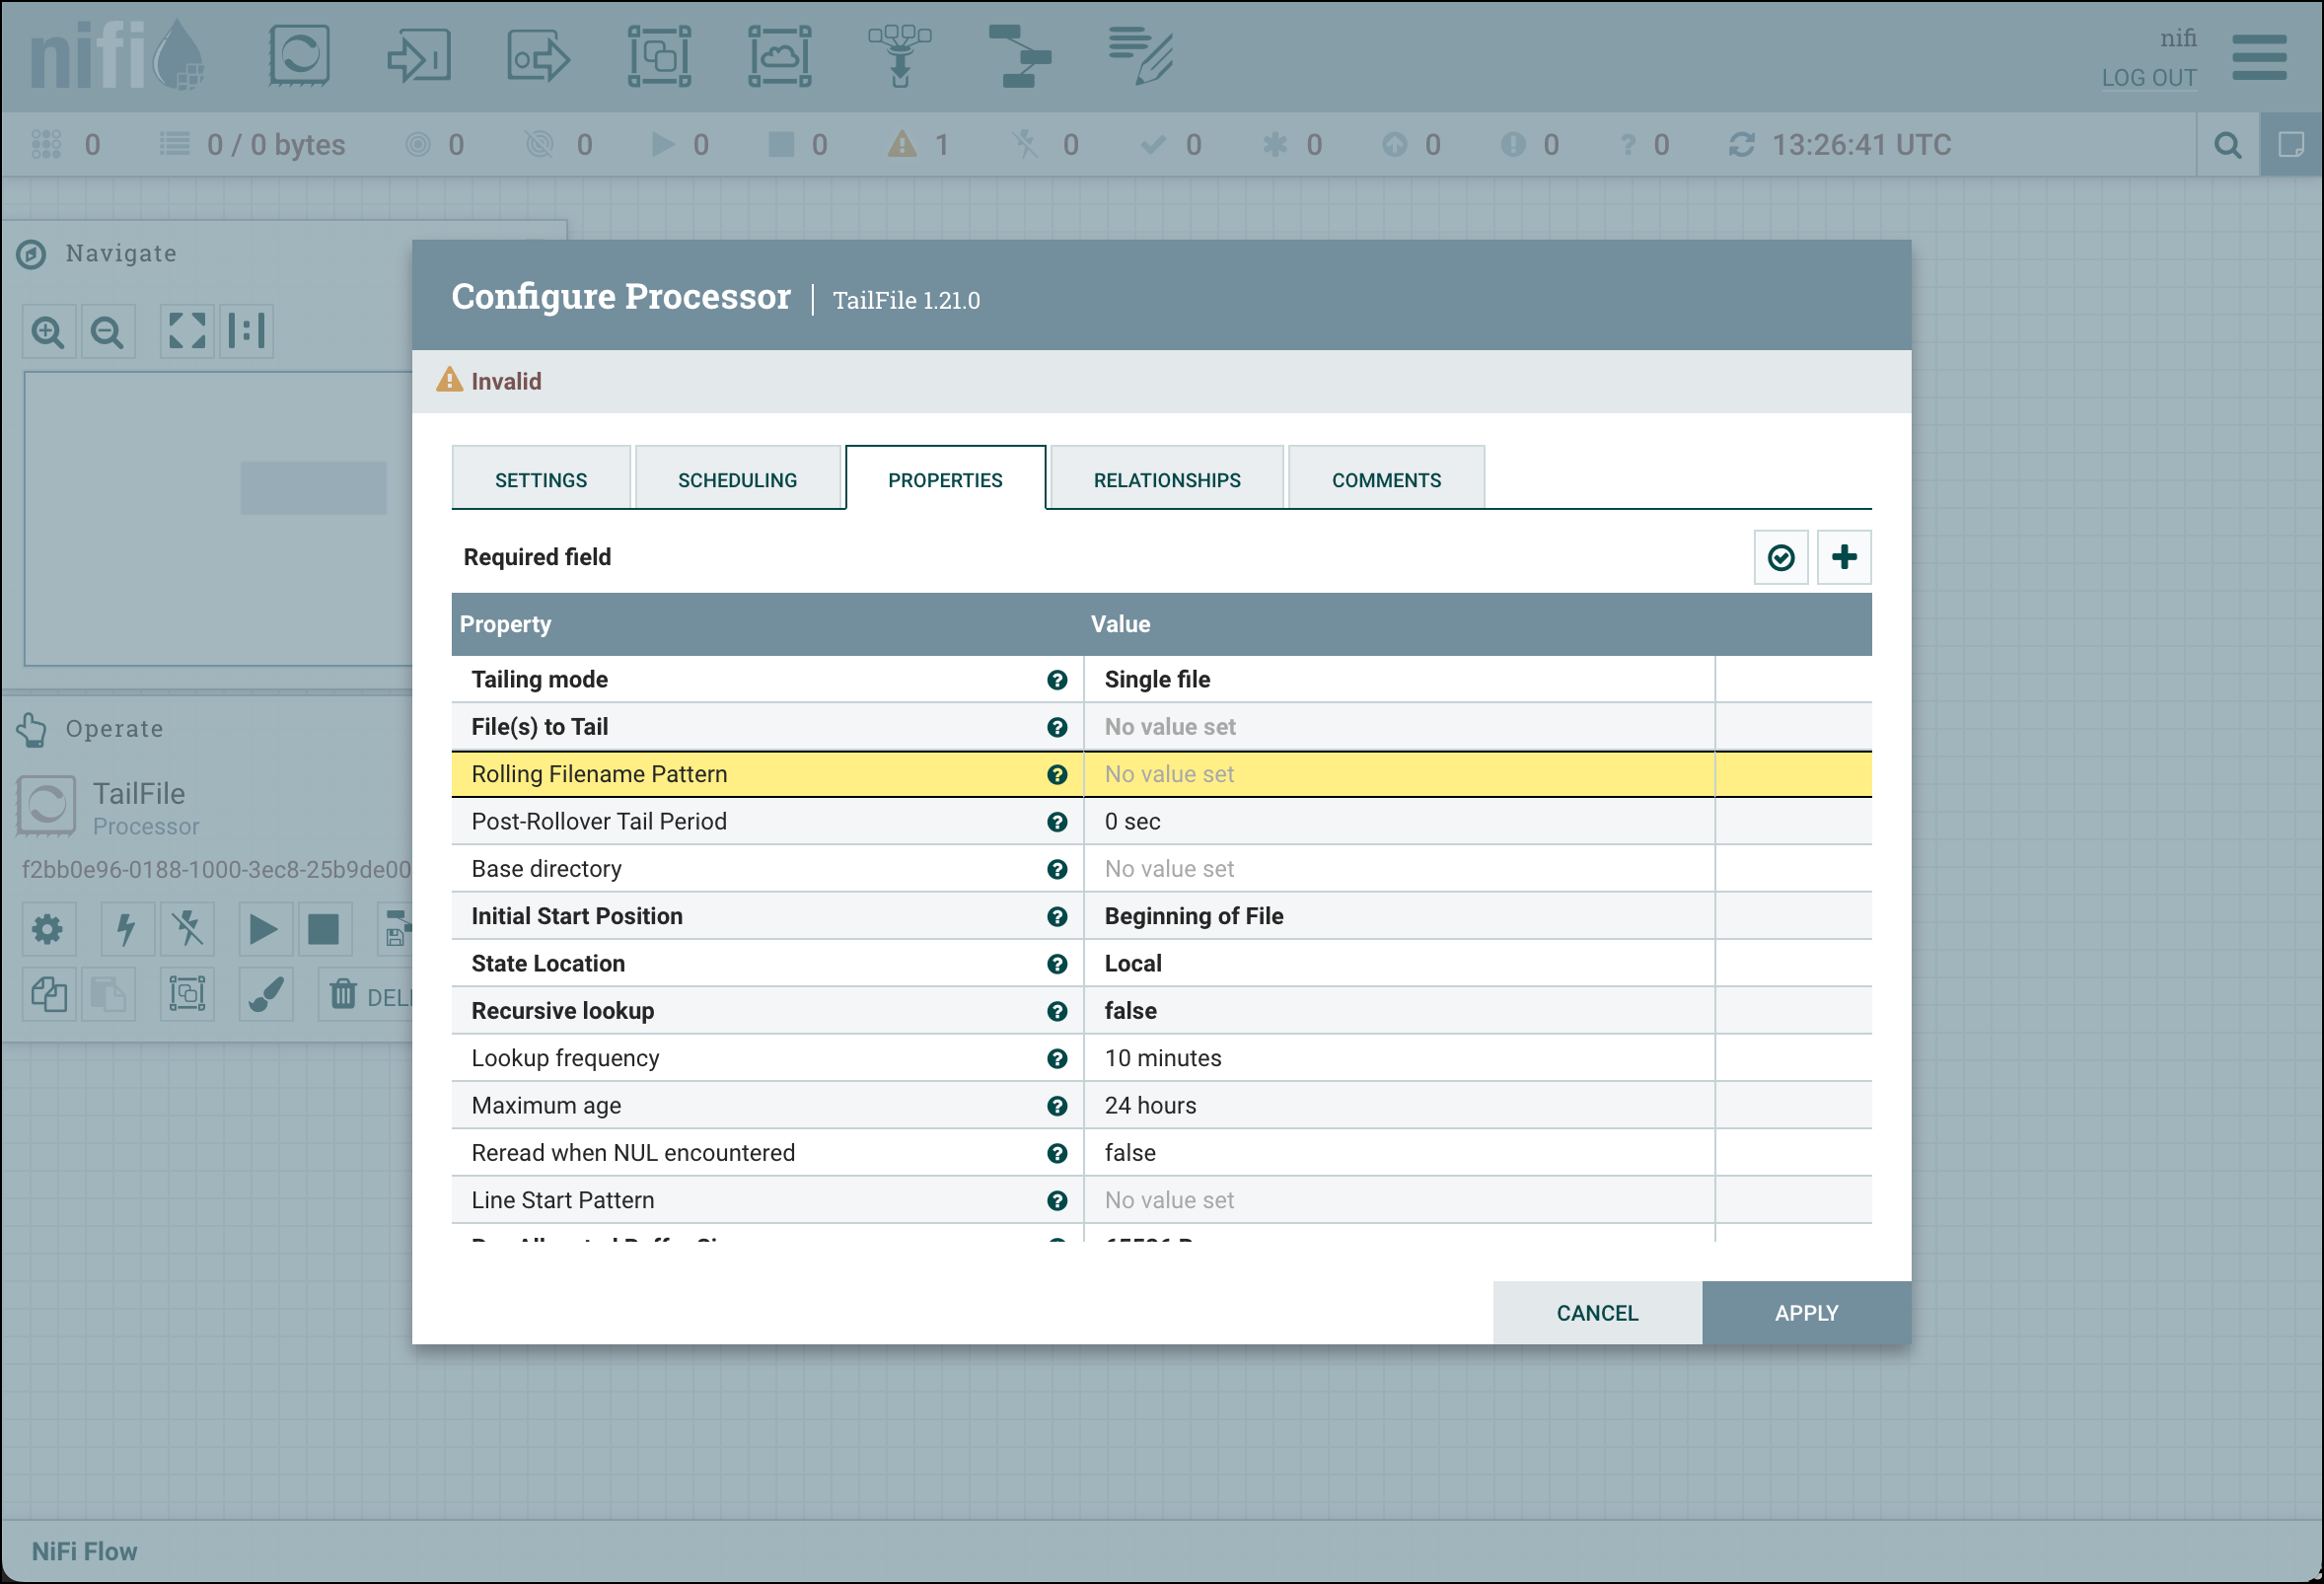 nifi
nifi
LOG OUT
0 0 / 0 bytes 0 0 0 0 1 0 0 0 0 0 ? 0 13:26:41 UTC
Navigate
Operate
TailFile
Processor
f2bb0e96-0188-1000-3ec8-25b9de00
DEL
Configure Processor | TailFile 1.21.0
Invalid
SETTINGS SCHEDULING PROPERTIES RELATIONSHIPS COMMENTS
Required field
Property Value
Tailing mode Single file
File(s) to Tail No value set
Rolling Filename Pattern No value set
Post-Rollover Tail Period 0 sec
Base directory No value set
Initial Start Position Beginning of File
State Location Local
Recursive lookup false
Lookup frequency 10 minutes
Maximum age 24 hours
Reread when NUL encountered false
Line Start Pattern No value set
CANCEL APPLY
NiFi Flow